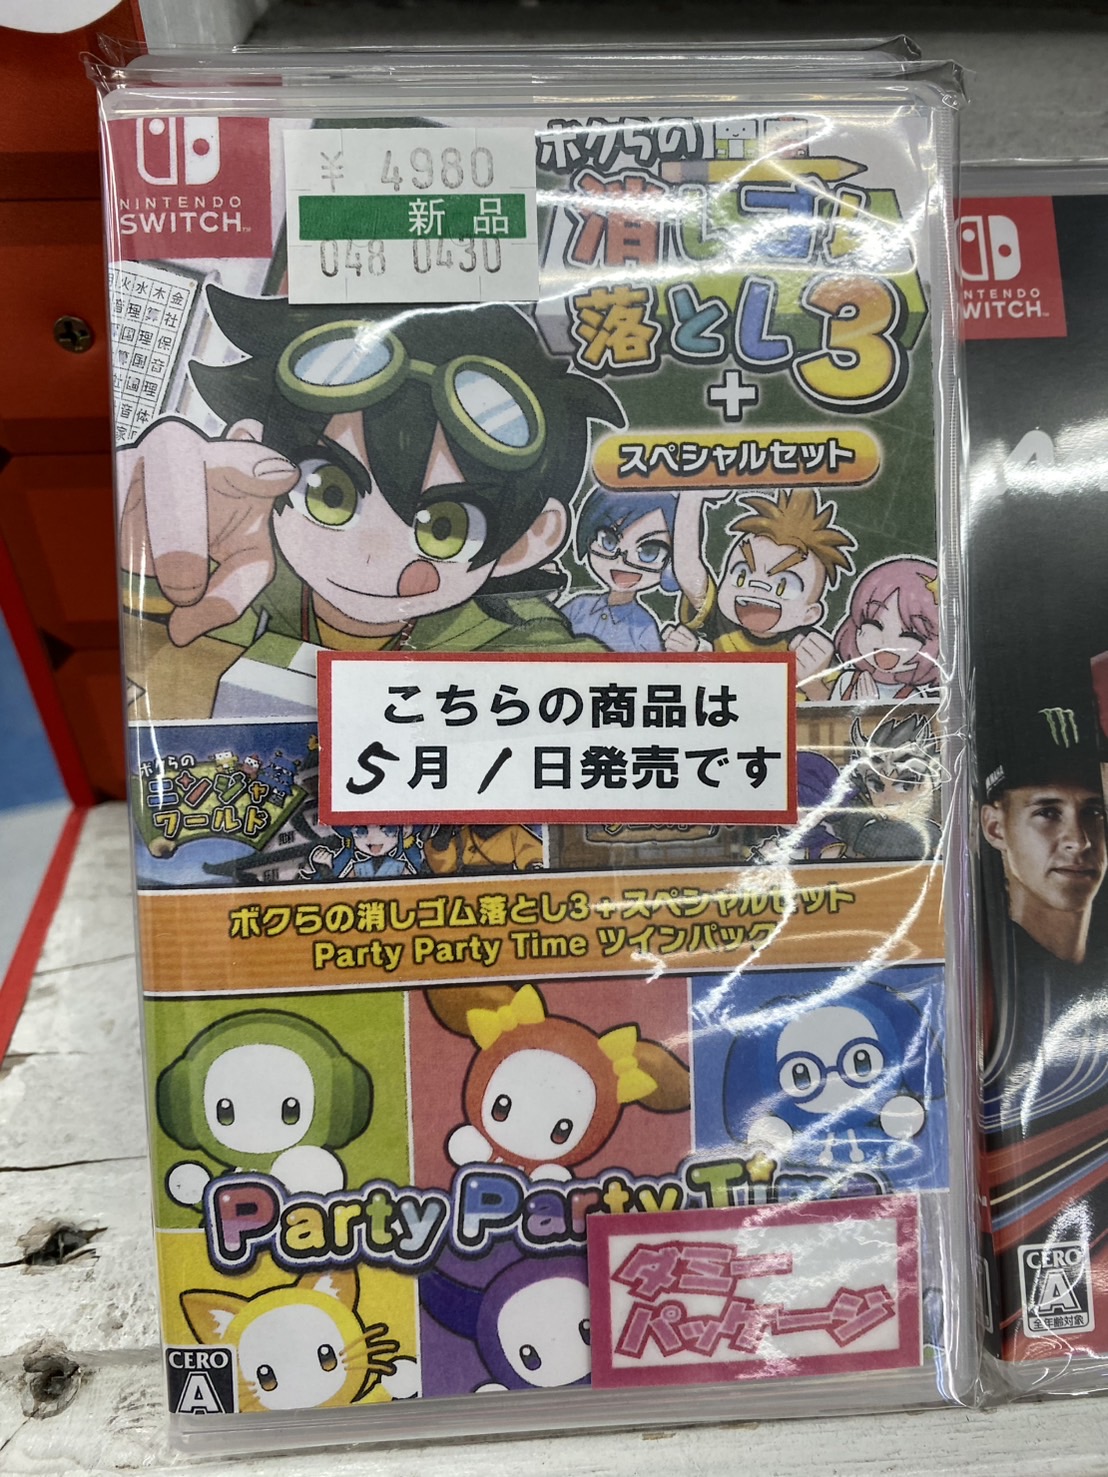 NINTENDO
SWITCH
¥ 4980
新品
048 0430
ボクらの
消しゴム
落とし3
+
スペシャルセット
火水木金
こちらの商品は
5月1日発売です
ボクらの
ニンジャ
ワールド
ボクらの消しゴム落とし3+スペシャルセット
Party Party Time ツインパック
Party Party Time
ダミー
パッケージ
CERO
A
NINTENDO
SWITCH
CERO
A
全年齢対象